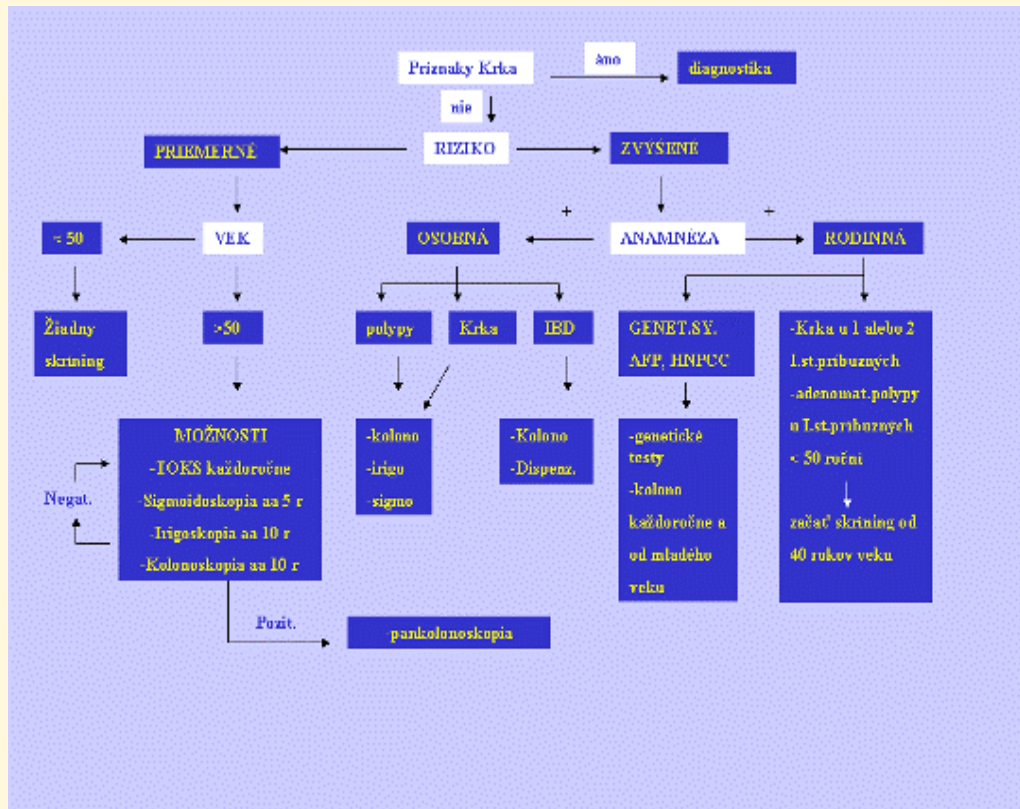 Príznaky Krka
áno
diagnostika
nie
PRIEMERNÉ
RIZIKO
ZVÝŠENÉ
+
+
< 50
VEK
OSOBNÁ
ANAMNÉZA
RODINNÁ
Žiadny
skríning
>50
polypy
Krka
IBD
GENET.SY.
AFP, HNPCC
-Krka u 1 alebo 2
I.st.príbuzných
-adenomat.polypy
u I.st.príbuzných
< 50 roční
začať skríning od
40 rokov veku
MOŽNOSTI
-TOKS každoročne
-Sigmoidoskopia aa 5 r
-Irigoskopia aa 10 r
-Kolonoskopia aa 10 r
Negat.
-kolono
-irigo
-sigmo
-Kolono
-Dispenz.
-genetické
testy
-kolono
každoročne a
od mladého
veku
Pozit.
-pankolonoskopia